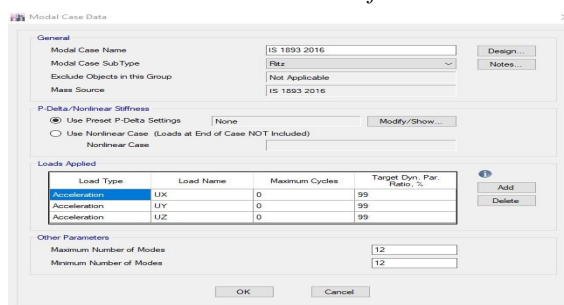 Modal Case Data
General
Modal Case Name IS 1893 2016 Design...
Modal Case SubType Ritz Notes...
Exclude Objects in this Group Not Applicable
Mass Source IS 1893 2016
P-Delta/Nonlinear Stiffness
Use Preset P-Delta Settings None Modify/Show...
Use Nonlinear Case (Loads at End of Case NOT Included)
Nonlinear Case
Loads Applied
Load Type Load Name Maximum Cycles Target Dyn. Par. Ratio, %
Acceleration UX 0 99 Add
Acceleration UY 0 99 Delete
Acceleration UZ 0 99
Other Parameters
Maximum Number of Modes 12
Minimum Number of Modes 12
OK Cancel